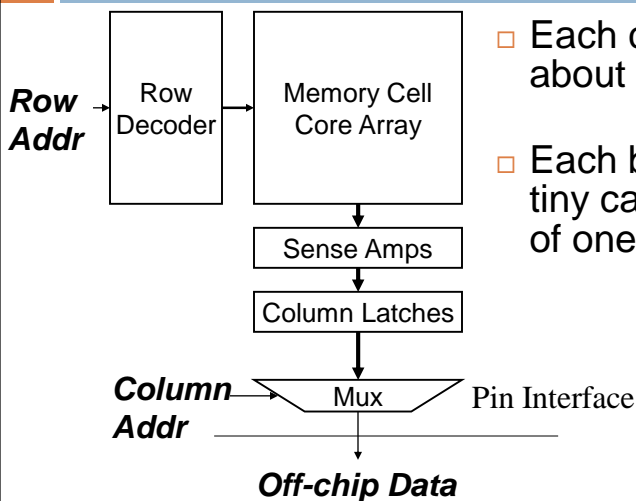 Row
Addr
Row
Decoder
Memory Cell
Core Array
Sense Amps
Column Latches
Column
Addr
Mux
Pin Interface
Off-chip Data
Each
about
Each
tiny
of one